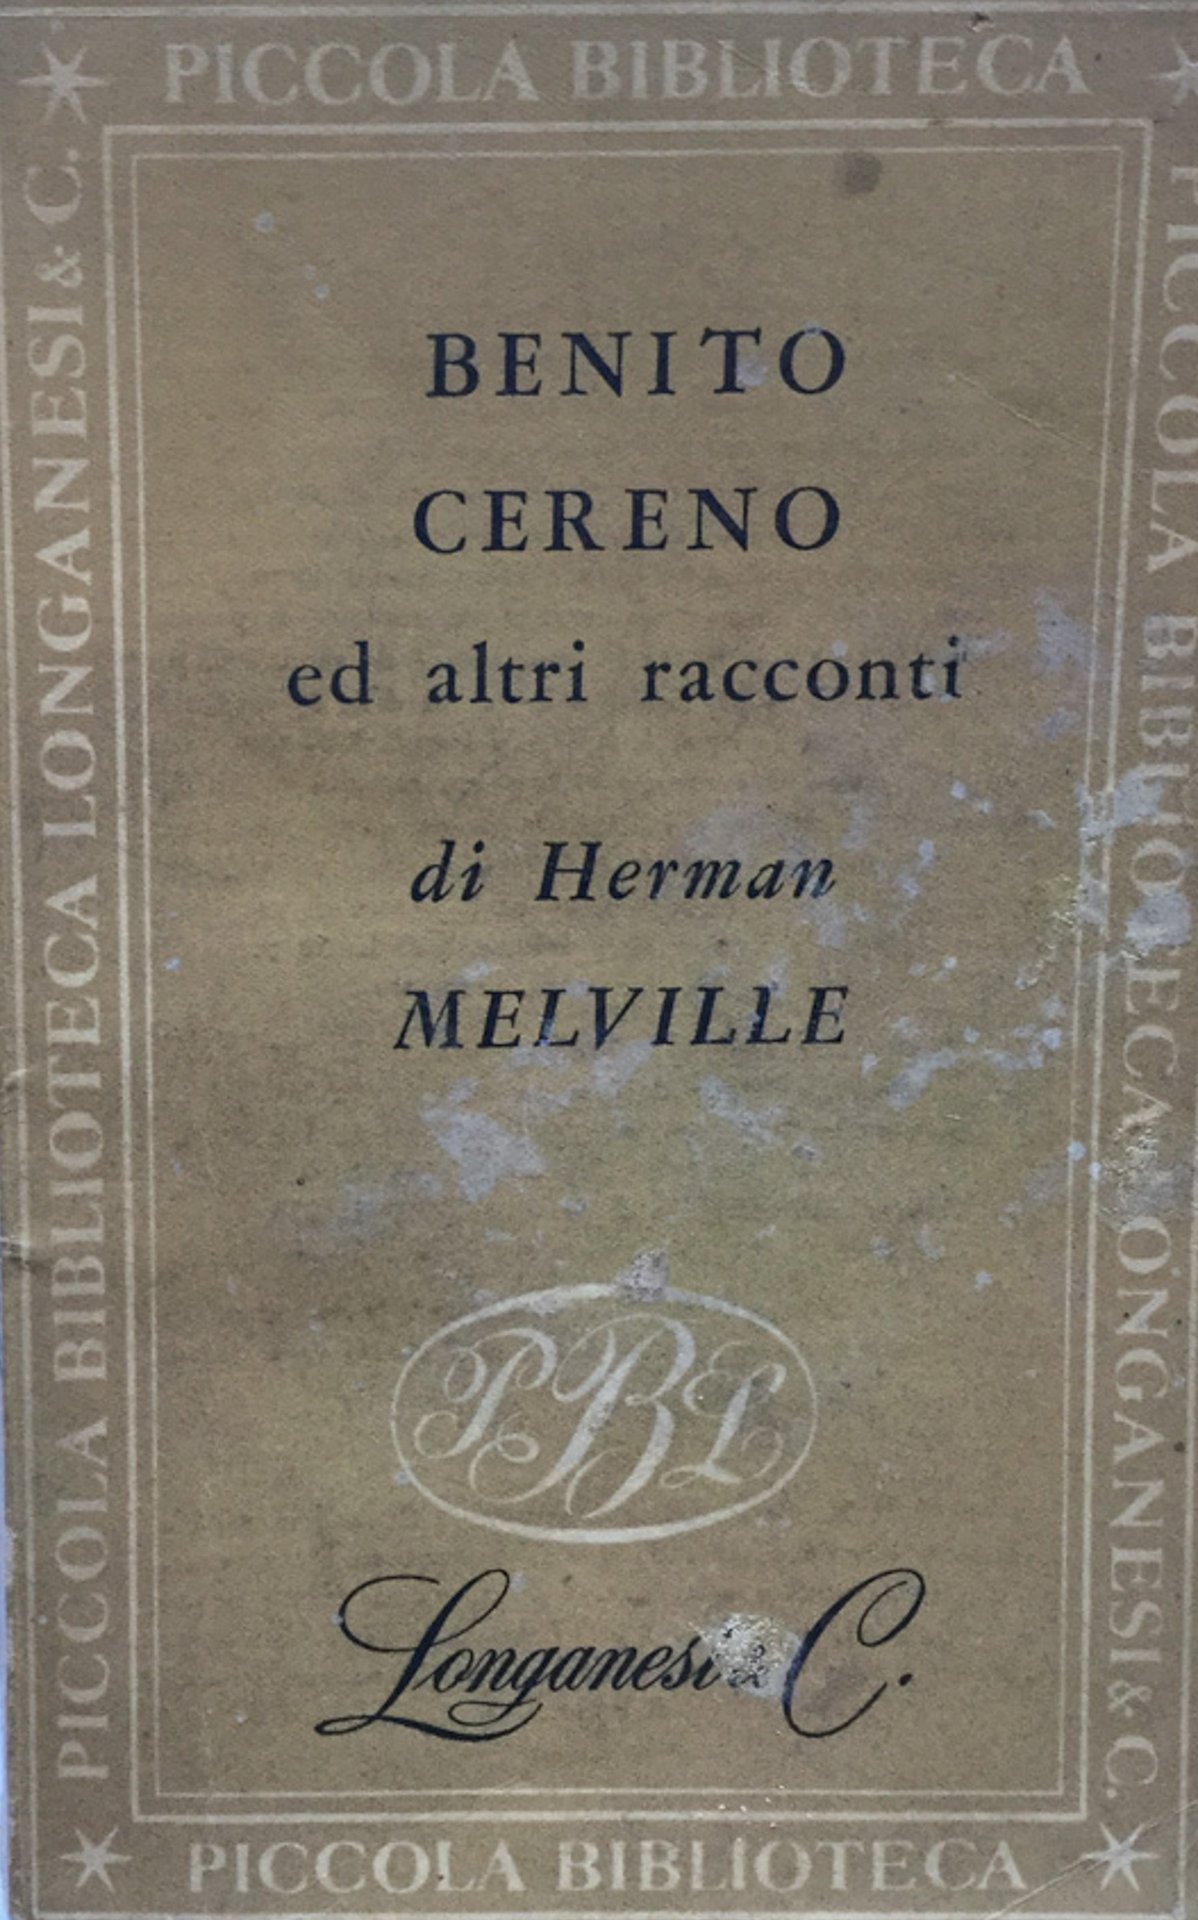 PICCOLA BIBLIOTECA
PICCOLA BIBLIOTECA LONGANESI & C.
BENITO
CERENO
ed altri racconti
di Herman
MELVILLE
PBL
Longanesi & C.
PICCOLA BIBLIOTECA LONGANESI & C.
PICCOLA BIBLIOTECA